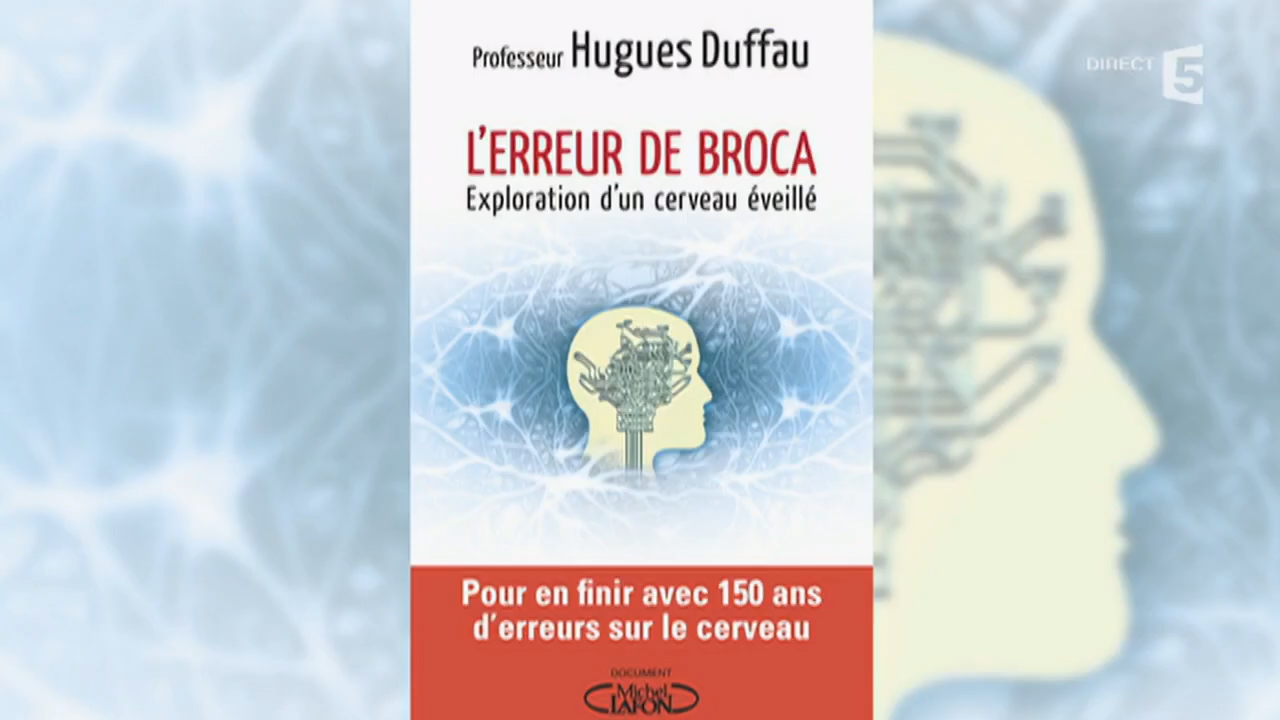 Professeur Hugues Duffau
L'ERREUR DE BROCA
Exploration d'un cerveau éveillé
DIRECT 5
Pour en finir avec 150 ans
d'erreurs sur le cerveau
DOCUMENT
Michel
LAFON